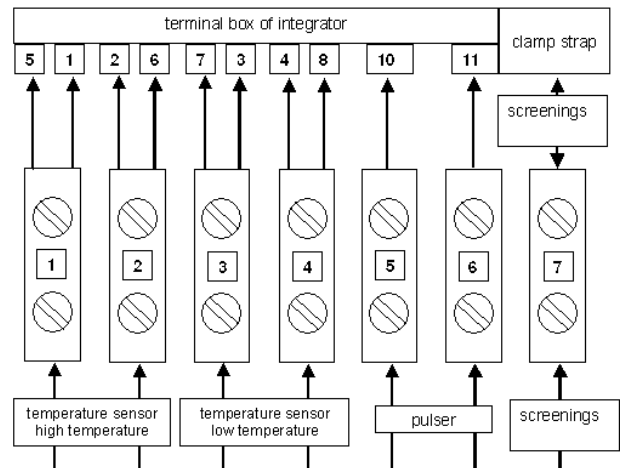 terminal box of integrator
clamp strap
5 1 2 6 7 3 4 8 10 11
screenings
1 2 3 4 5 6 7
temperature sensor
high temperature
temperature sensor
low temperature
pulser
screenings